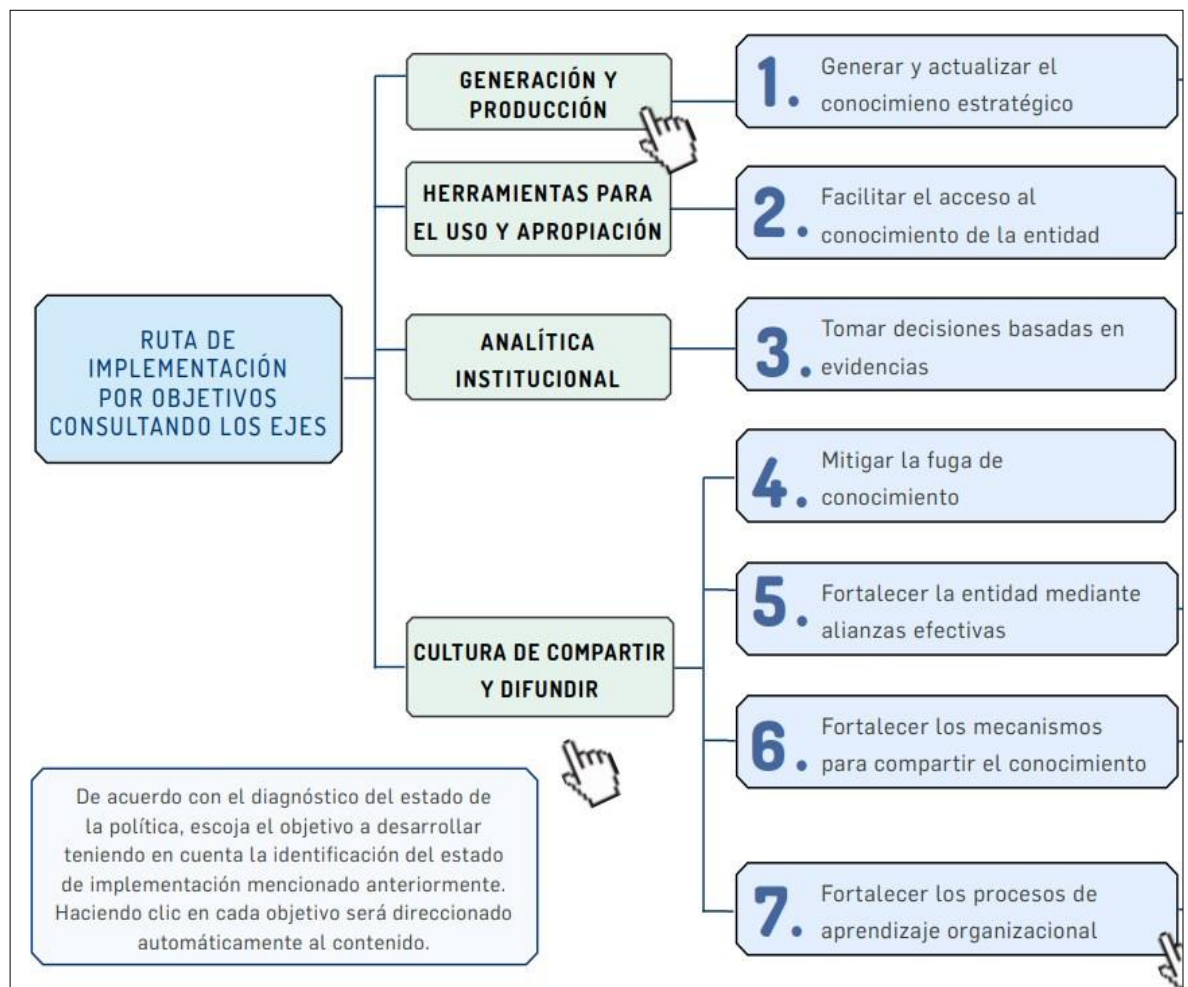 RUTA DE
IMPLEMENTACIÓN
POR OBJETIVOS
CONSULTANDO LOS EJES
GENERACIÓN Y
PRODUCCIÓN
1. Generar y actualizar el
conocimieno estratégico
HERRAMIENTAS PARA
EL USO Y APROPIACIÓN
2. Facilitar el acceso al
conocimiento de la entidad
ANALÍTICA
INSTITUCIONAL
3. Tomar decisiones basadas en
evidencias
CULTURA DE COMPARTIR
Y DIFUNDIR
4. Mitigar la fuga de
conocimiento
5. Fortalecer la entidad mediante
alianzas efectivas
6. Fortalecer los mecanismos
para compartir el conocimiento
7. Fortalecer los procesos de
aprendizaje organizacional
De acuerdo con el diagnóstico del estado de
la política, escoja el objetivo a desarrollar
teniendo en cuenta la identificación del estado
de implementación mencionado anteriormente.
Haciendo clic en cada objetivo será direccionado
automáticamente al contenido.